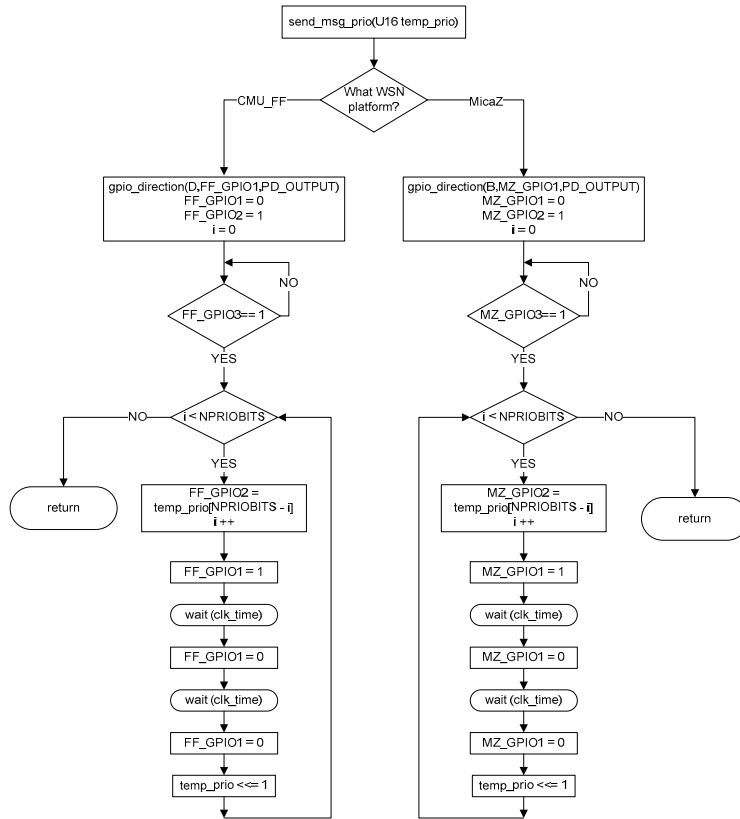 send_msg_prio(U16 temp_prio)
What WSN
platform?
CMU_FF
MicaZ
gpio_direction(D,FF_GPIO1,PD_OUTPUT)
FF_GPIO1 = 0
FF_GPIO2 = 1
i = 0
NO
FF_GPIO3== 1
YES
i < NPRIOBITS
NO
return
YES
FF_GPIO2 =
temp_prio[NPRIOBITS - i]
i ++
FF_GPIO1 = 1
wait (clk_time)
FF_GPIO1 = 0
wait (clk_time)
FF_GPIO1 = 0
temp_prio <<= 1
gpio_direction(B,MZ_GPIO1,PD_OUTPUT)
MZ_GPIO1 = 0
MZ_GPIO2 = 1
i = 0
NO
MZ_GPIO3== 1
YES
i < NPRIOBITS
NO
return
YES
MZ_GPIO2 =
temp_prio[NPRIOBITS - i]
i ++
MZ_GPIO1 = 1
wait (clk_time)
MZ_GPIO1 = 0
wait (clk_time)
MZ_GPIO1 = 0
temp_prio <<= 1